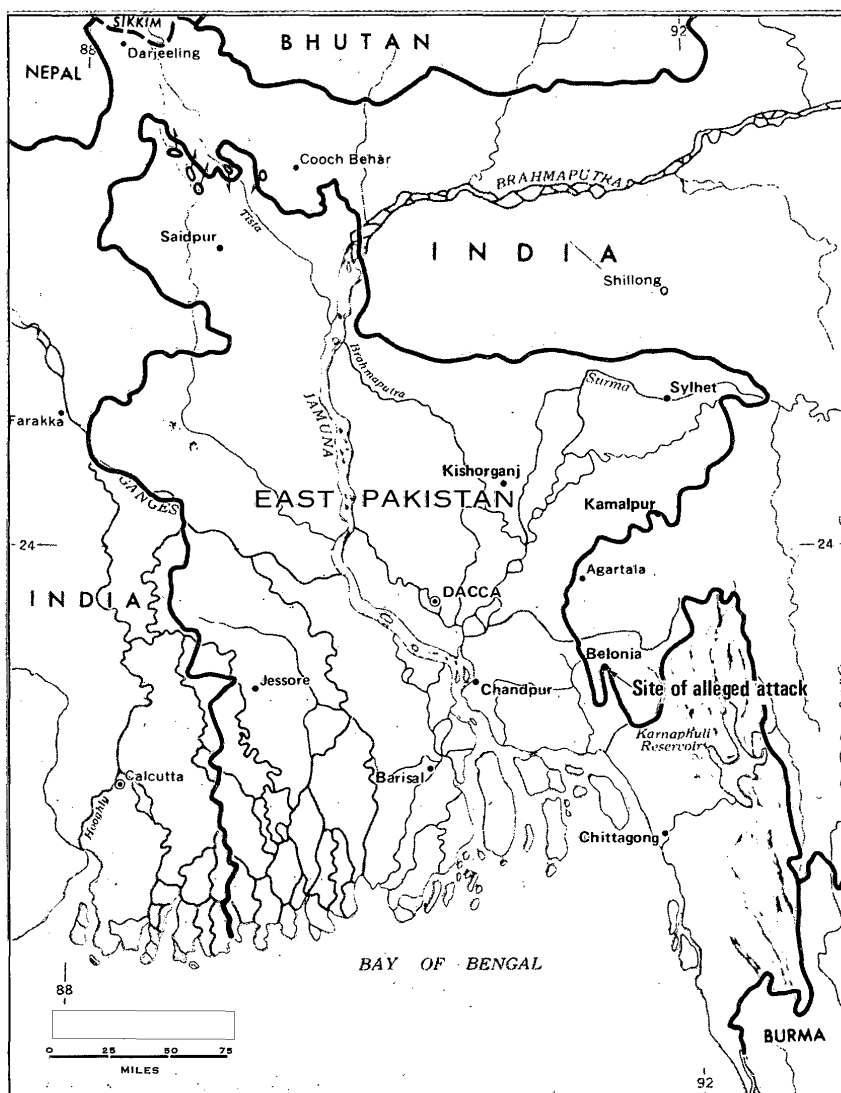 SIKKIM
88
Darjeeling
BHUTAN
92
NEPAL
Cooch Behar
BRAHMAPUTRA
Tista
Saidpur
INDIA
Shillong
Brahmaputra
Surma
Sylhet
JAMUNA
Farakka
Kishorganj
GANGES
EAST PAKISTAN
Kamalpur
24
24
Agartala
INDIA
DACCA
Belonia
Jessore
Chandpur
Site of alleged attack
Karnaphuli
Reservoir
Calcutta
Barisal
Hooghly
Chittagong
BAY OF BENGAL
88
BURMA
0 25 50 75
MILES
92